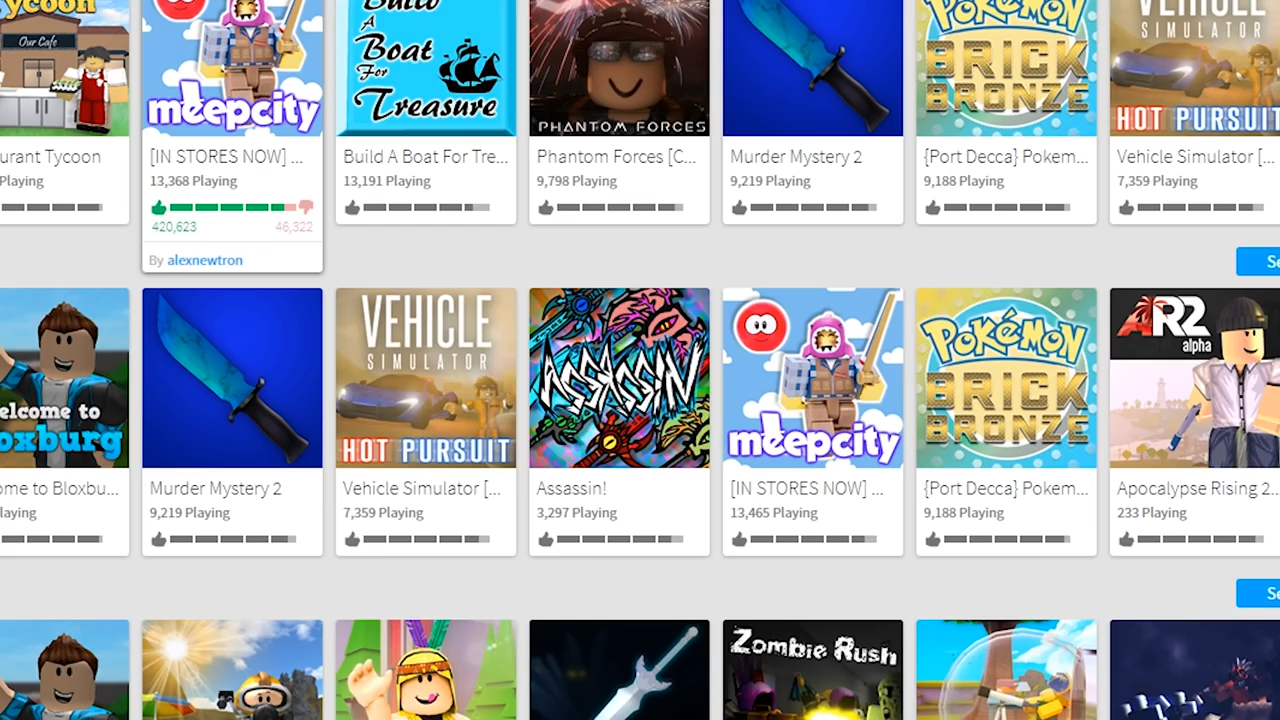 Tycoon
Our Cafe
meepcity
Build
A
Boat
For
Treasure
PHANTOM FORCES
POKÉMON
BRICK
BRONZE
VEHICLE
SIMULATOR
HOT PURSUIT
urant Tycoon
[IN STORES NOW] ...
Build A Boat For Tre...
Phantom Forces [C...
Murder Mystery 2
{Port Decca} Pokem...
Vehicle Simulator [...
Playing
13,368 Playing
13,191 Playing
9,798 Playing
9,219 Playing
9,188 Playing
7,359 Playing
420,623
46,322
By alexnewtron
Se
elcome to
oxburg
VEHICLE
SIMULATOR
HOT PURSUIT
ASSASSIN
meepcity
POKÉMON
BRICK
BRONZE
AR2
alpha
ome to Bloxbu...
Murder Mystery 2
Vehicle Simulator [...
Assassin!
[IN STORES NOW] ...
{Port Decca} Pokem...
Apocalypse Rising 2...
laying
9,219 Playing
7,359 Playing
3,297 Playing
13,465 Playing
9,188 Playing
233 Playing
Se
Zombie Rush